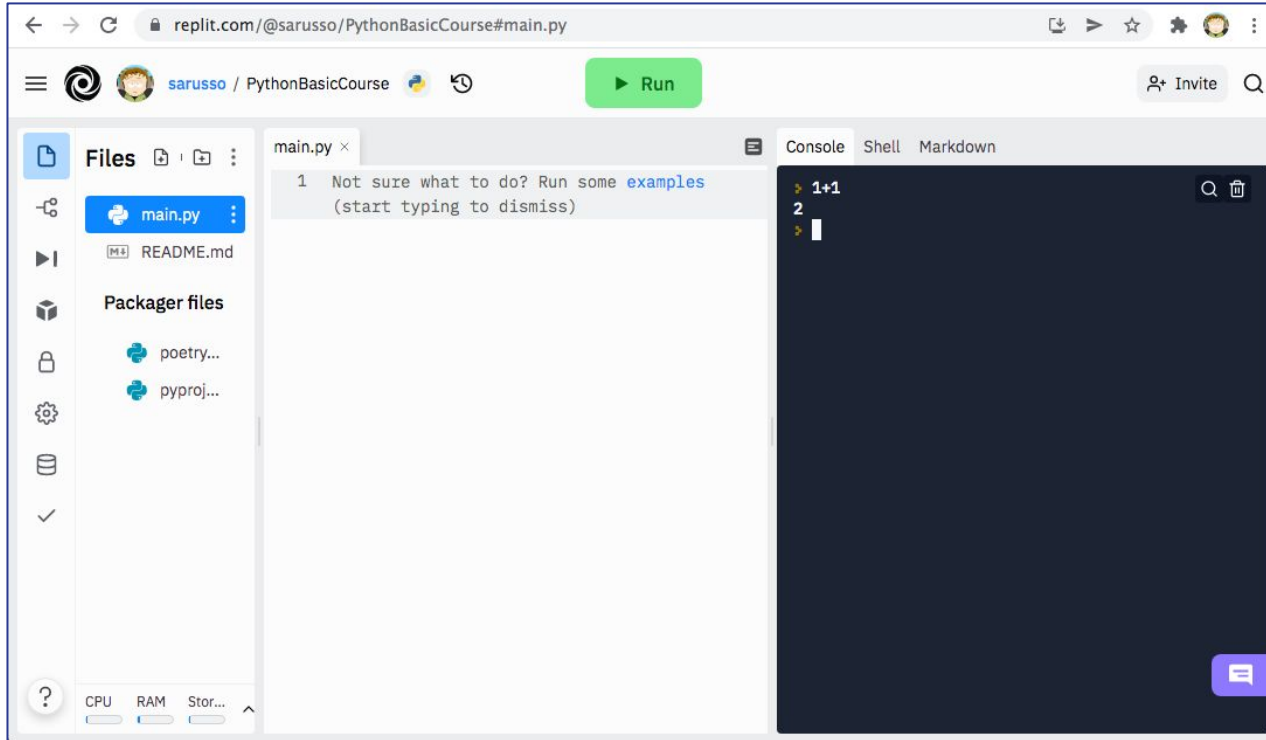 replit.com/@sarusso/PythonBasicCourse#main.py
sarusso / PythonBasicCourse
Run
Invite
Files
main.py
README.md
Packager files
poetry...
pyproj...
CPU RAM Stor...
main.py ×
1 Not sure what to do? Run some examples
(start typing to dismiss)
Console Shell Markdown
1+1
2